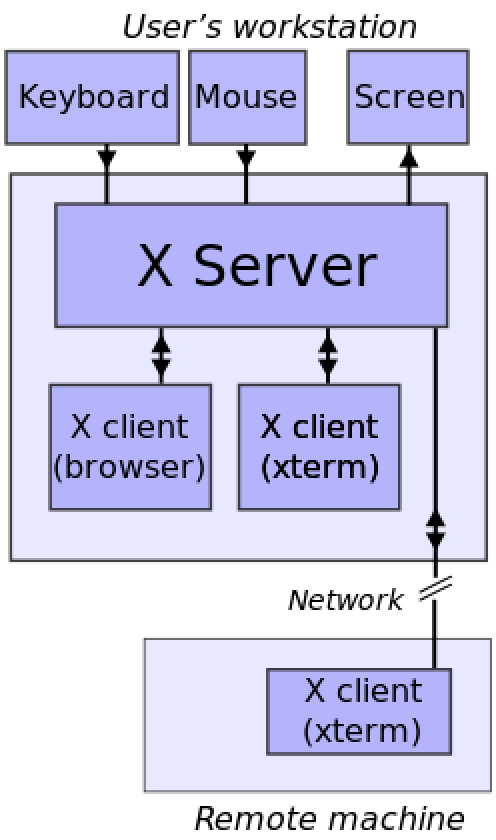 User’s workstation
Keyboard
Mouse
Screen
X Server
X client
(browser)
X client
(xterm)
Network
X client
(xterm)
Remote machine